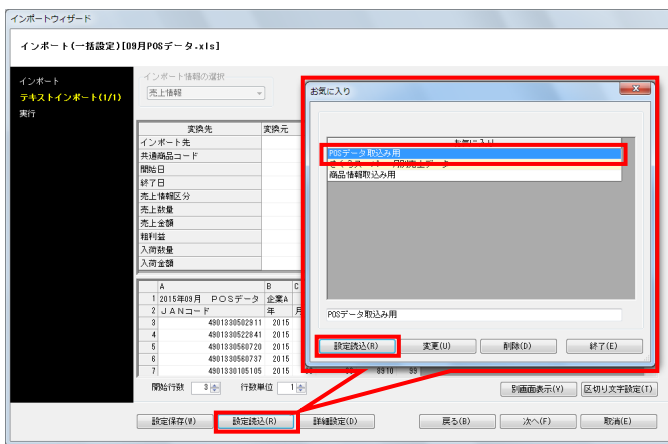 インポートウィザード
インポート(一括設定)[09月POSデータ.xls]
インポート
テキストインポート(1/1)
実行
インポート情報の選択
売上情報
変換先 変換元
インポート先
共通商品コード
開始日
終了日
売上情報区分
売上数量
売上金額
粗利益
入荷数量
入荷金額
A B C
1 2015年09月 POSデータ 企業A
2 JANコード 年 月
3 4901330502911 2015
4 4901330522841 2015
5 4901330560720 2015
6 4901330560737 2015
7 4901330105105 2015 8910 99
開始行数 3 行数単位 1
別画面表示(Y) 区切り文字設定(T)
設定保存(W) 設定読込(R) 詳細設定(D) 戻る(B) 次へ(F) 取消(E)
お気に入り
お気に入り
POSデータ取込み用
商品情報取込み用
POSデータ取込み用
設定読込(R) 変更(U) 削除(D) 終了(E)